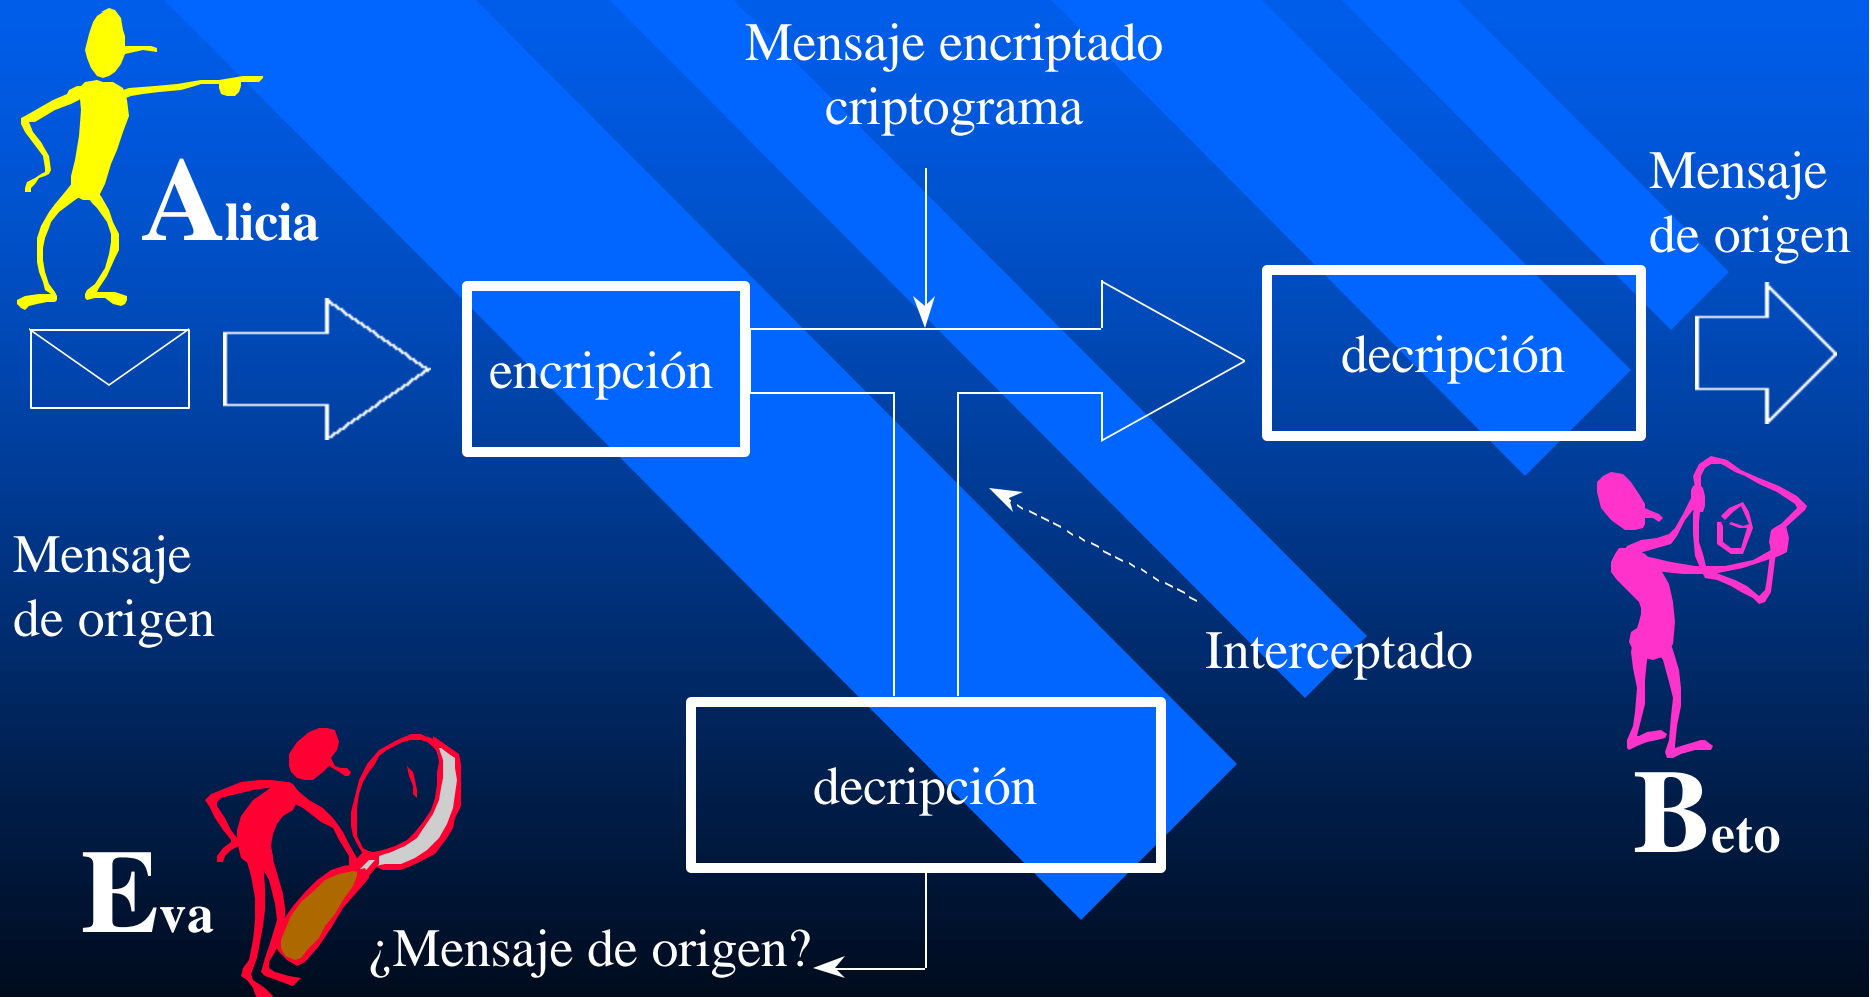 Mensaje encriptado
criptograma
Alicia
Mensaje
de origen
encripción
decripción
Mensaje
de origen
Interceptado
decripción
Beto
Eva
¿Mensaje de origen?